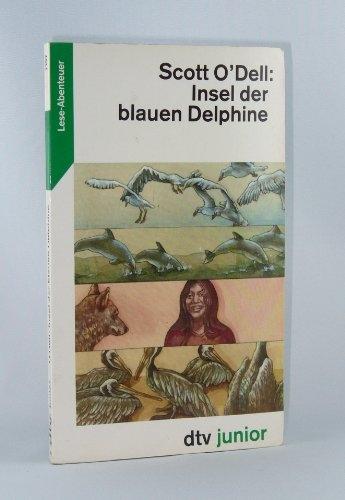 Lese-Abenteuer
Scott O'Dell:
Insel der
blauen Delphine
dtv junior